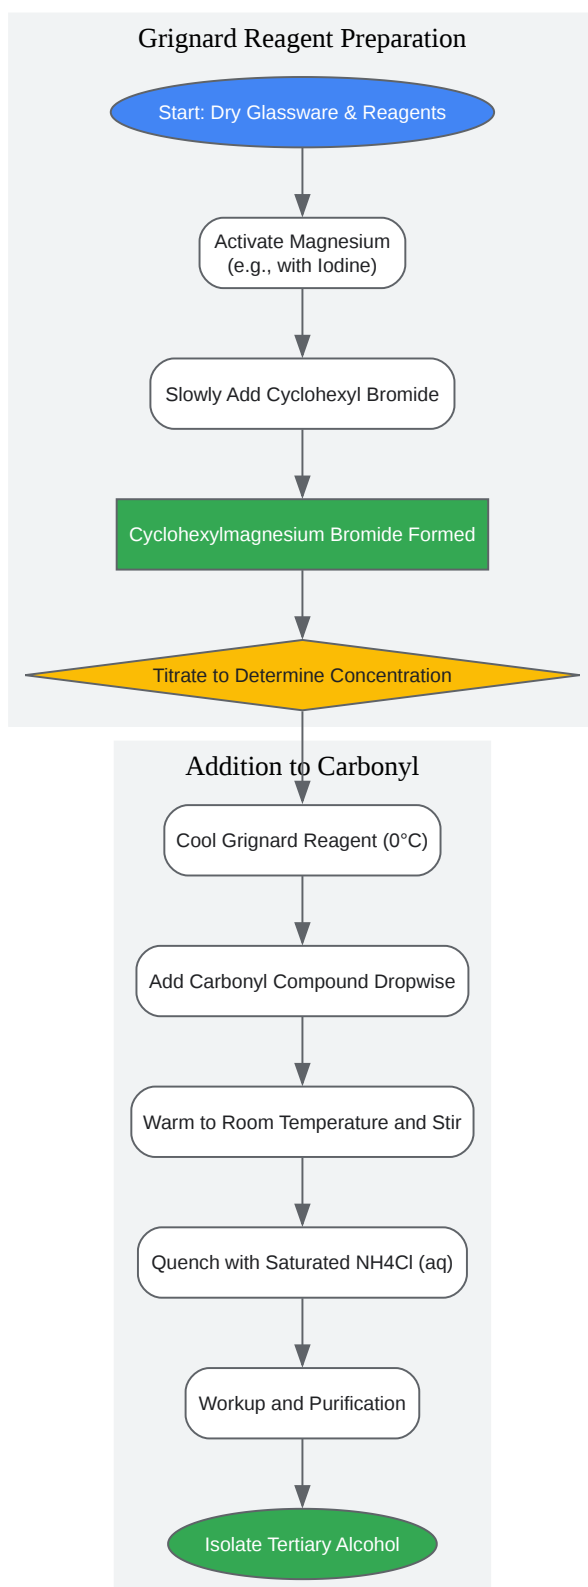 Grignard Reagent Preparation
Start: Dry Glassware & Reagents
Activate Magnesium
(e.g., with Iodine)
Slowly Add Cyclohexyl Bromide
Cyclohexylmagnesium Bromide Formed
Titrate to Determine Concentration
Addition to Carbonyl
Cool Grignard Reagent (0°C)
Add Carbonyl Compound Dropwise
Warm to Room Temperature and Stir
Quench with Saturated NH4Cl (aq)
Workup and Purification
Isolate Tertiary Alcohol